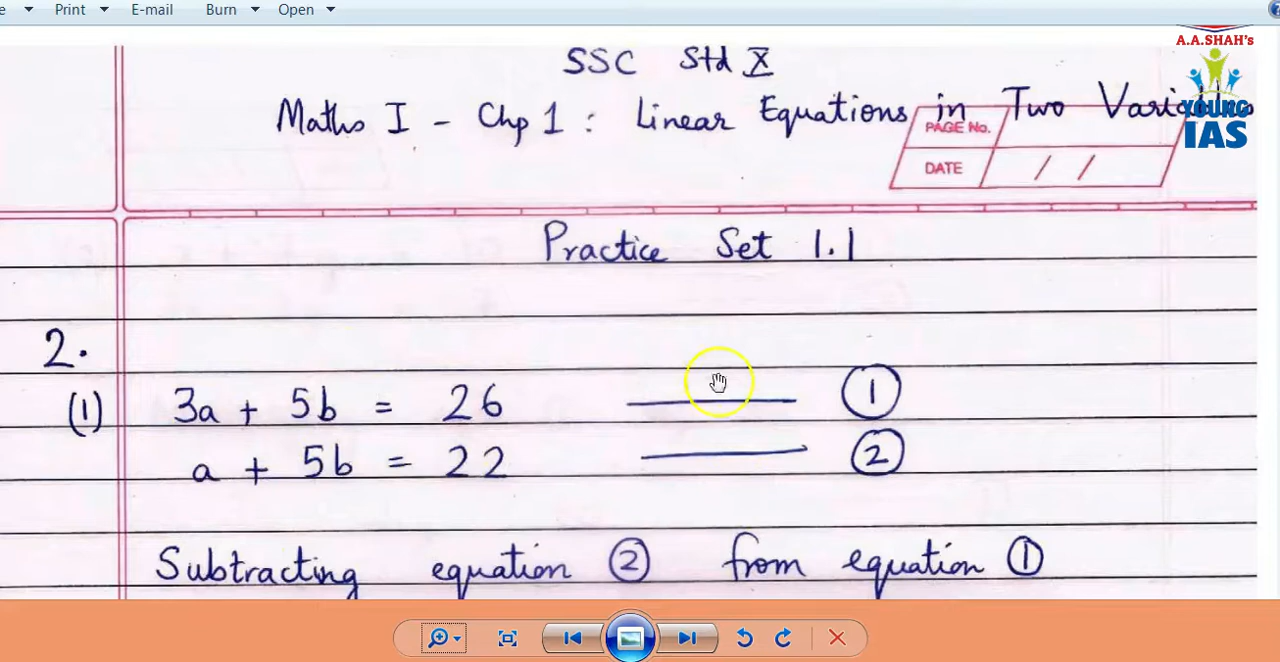 Print E-mail Burn Open
A.A.SHAH's
YOUNG
IAS
SSC Std X
Maths I - Chp 1 : Linear Equations in Two
PAGE No.
DATE / /
Practice Set 1.1
2.
(1) 3a + 5b = 26 ——— ①
a + 5b = 22 ——— ②
Subtracting equation ② from equation ①